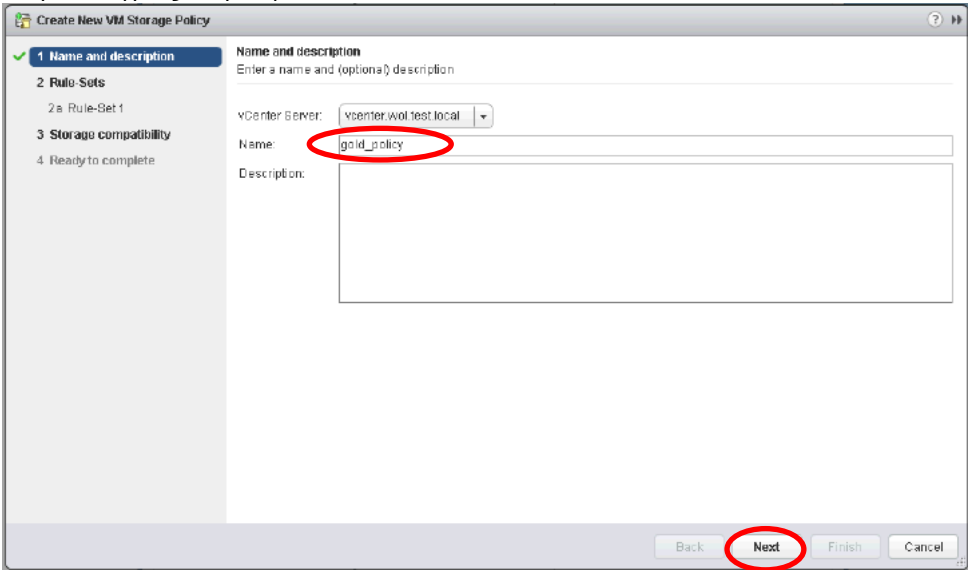 Create New VM Storage Policy
1 Name and description
2 Rule-Sets
2a Rule-Set 1
3 Storage compatibility
4 Ready to complete
Name and description
Enter a name and (optional) description
vCenter Server: vcenter.wol.test.local
Name: gold_policy
Description:
Back Next Finish Cancel